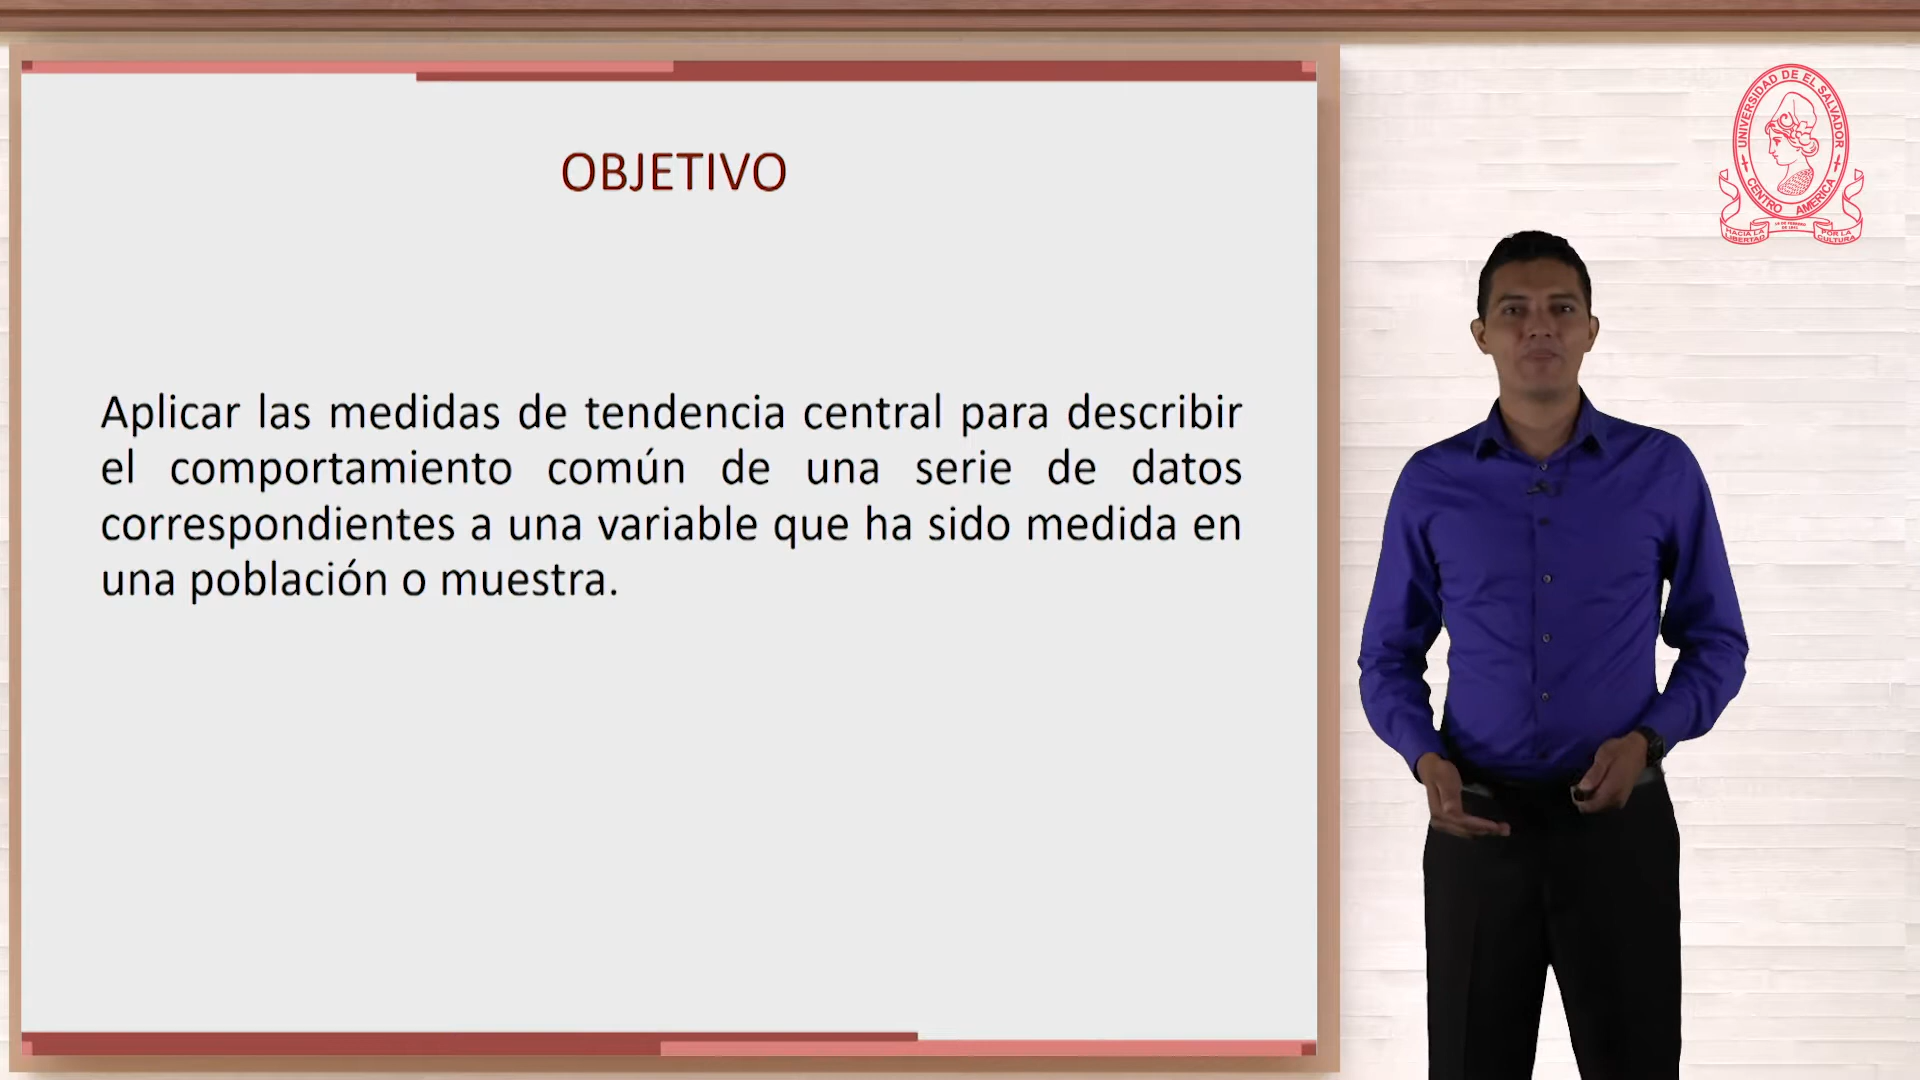 OBJETIVO
Aplicar las medidas de tendencia central para describir
el comportamiento común de una serie de datos
correspondientes a una variable que ha sido medida en
una población o muestra.
UNIVERSIDAD DE EL SALVADOR
CENTRO AMERICA
HACIA LA
LIBERTAD
POR LA
CULTURA